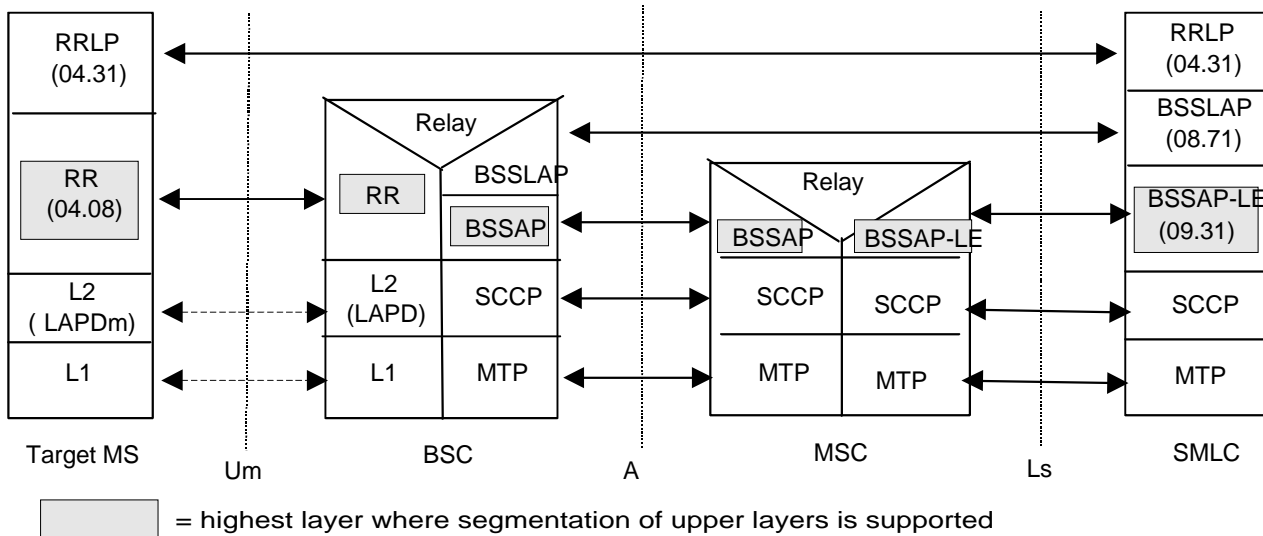 RRLP
(04.31)
RR
(04.08)
L2
( LAPDm)
L1
Target MS
Um
Relay
RR
BSSLAP
BSSAP
L2
(LAPD)
SCCP
L1
MTP
BSC
A
Relay
BSSAP
BSSAP-LE
SCCP
SCCP
MTP
MTP
MSC
Ls
RRLP
(04.31)
BSSLAP
(08.71)
BSSAP-LE
(09.31)
SCCP
MTP
SMLC
= highest layer where segmentation of upper layers is supported